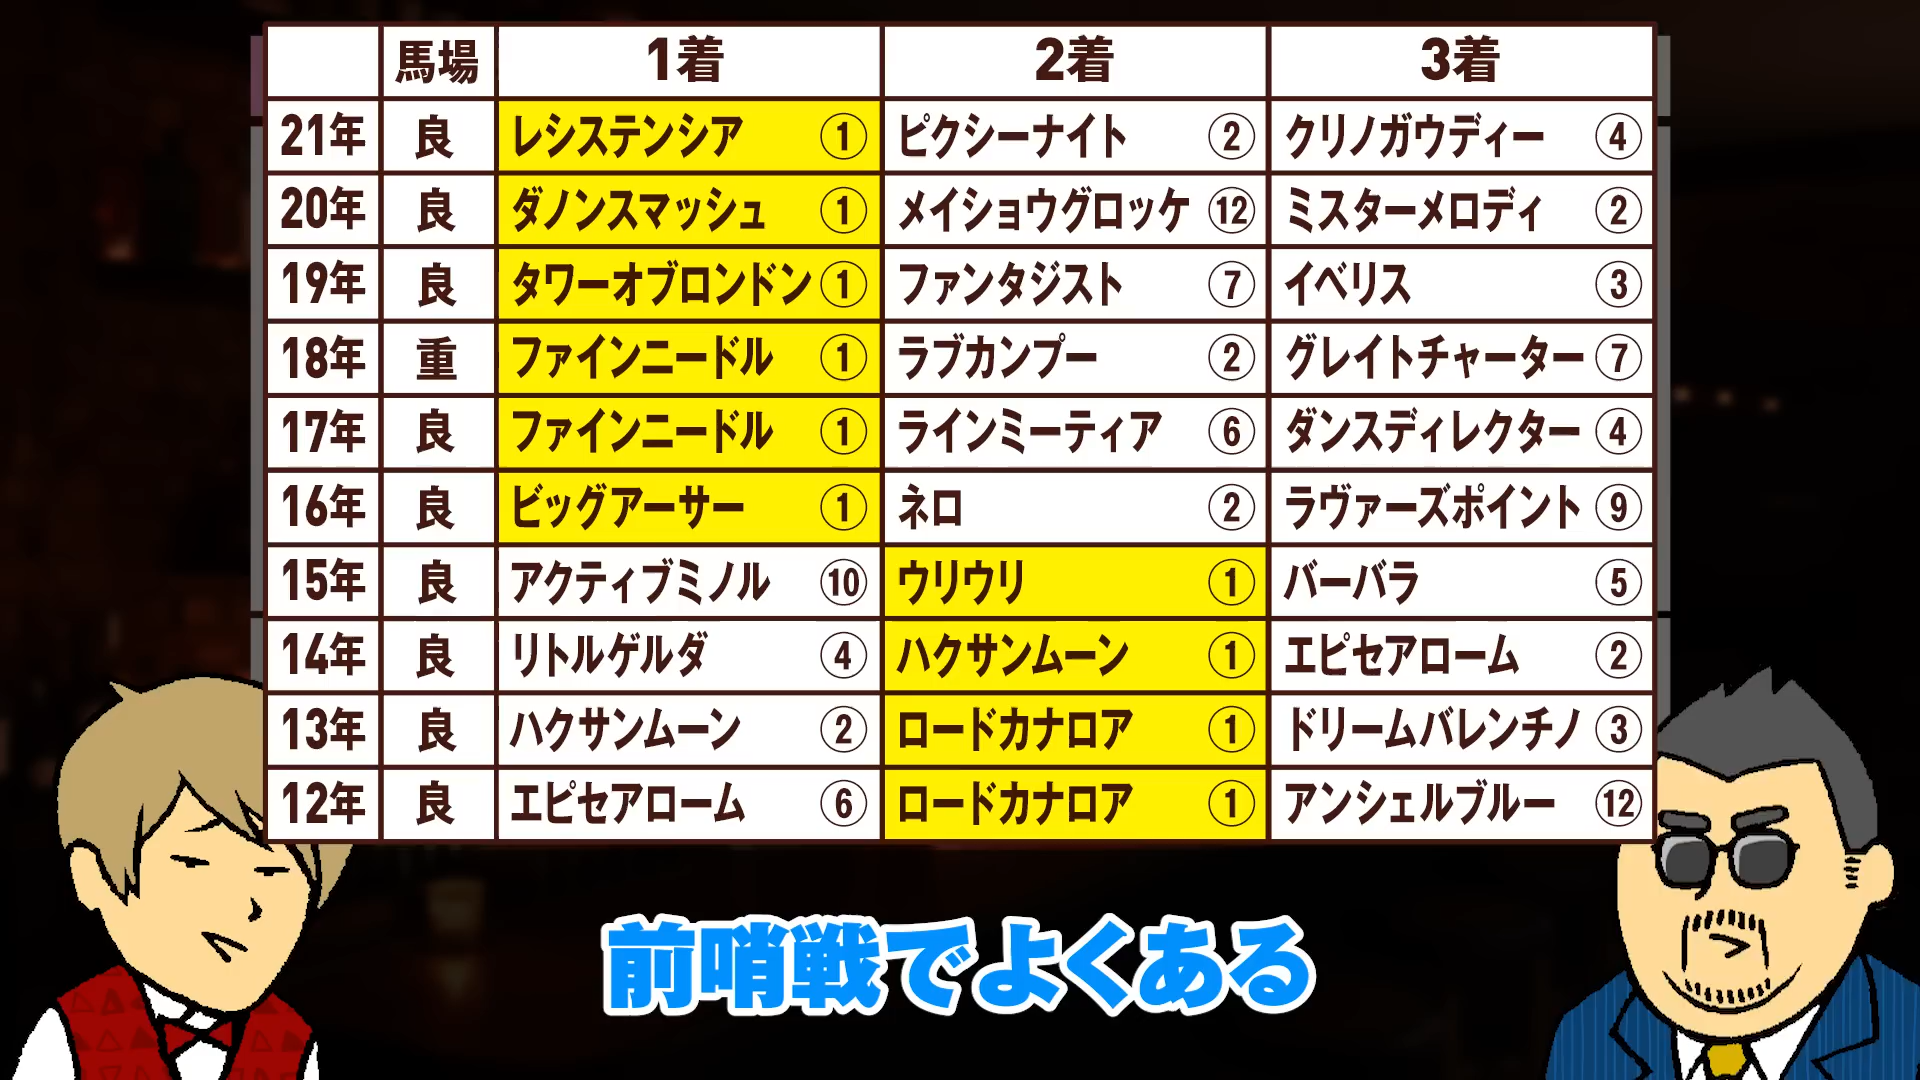 馬場 1着 2着 3着
21年 良 レシステンシア ① ピクシーナイト ② クリノガウディー ④
20年 良 ダノンスマッシュ ① メイショウグロッケ ⑫ ミスターメロディ ②
19年 良 タワーオブロンドン ① ファンタジスト ⑦ イベリス ③
18年 重 ファインニードル ① ラブカンプー ② グレイトチャーター ⑦
17年 良 ファインニードル ① ラインミーティア ⑥ ダンスディレクター ④
16年 良 ビッグアーサー ① ネロ ② ラヴァーズポイント ⑨
15年 良 アクティブミノル ⑩ ウリウリ ① バーバラ ⑤
14年 良 リトルゲルダ ④ ハクサンムーン ① エピセアローム ②
13年 良 ハクサンムーン ② ロードカナロア ① ドリームバレンチノ ③
12年 良 エピセアローム ⑥ ロードカナロア ① アンシェルブルー ⑫
前哨戦でよくある